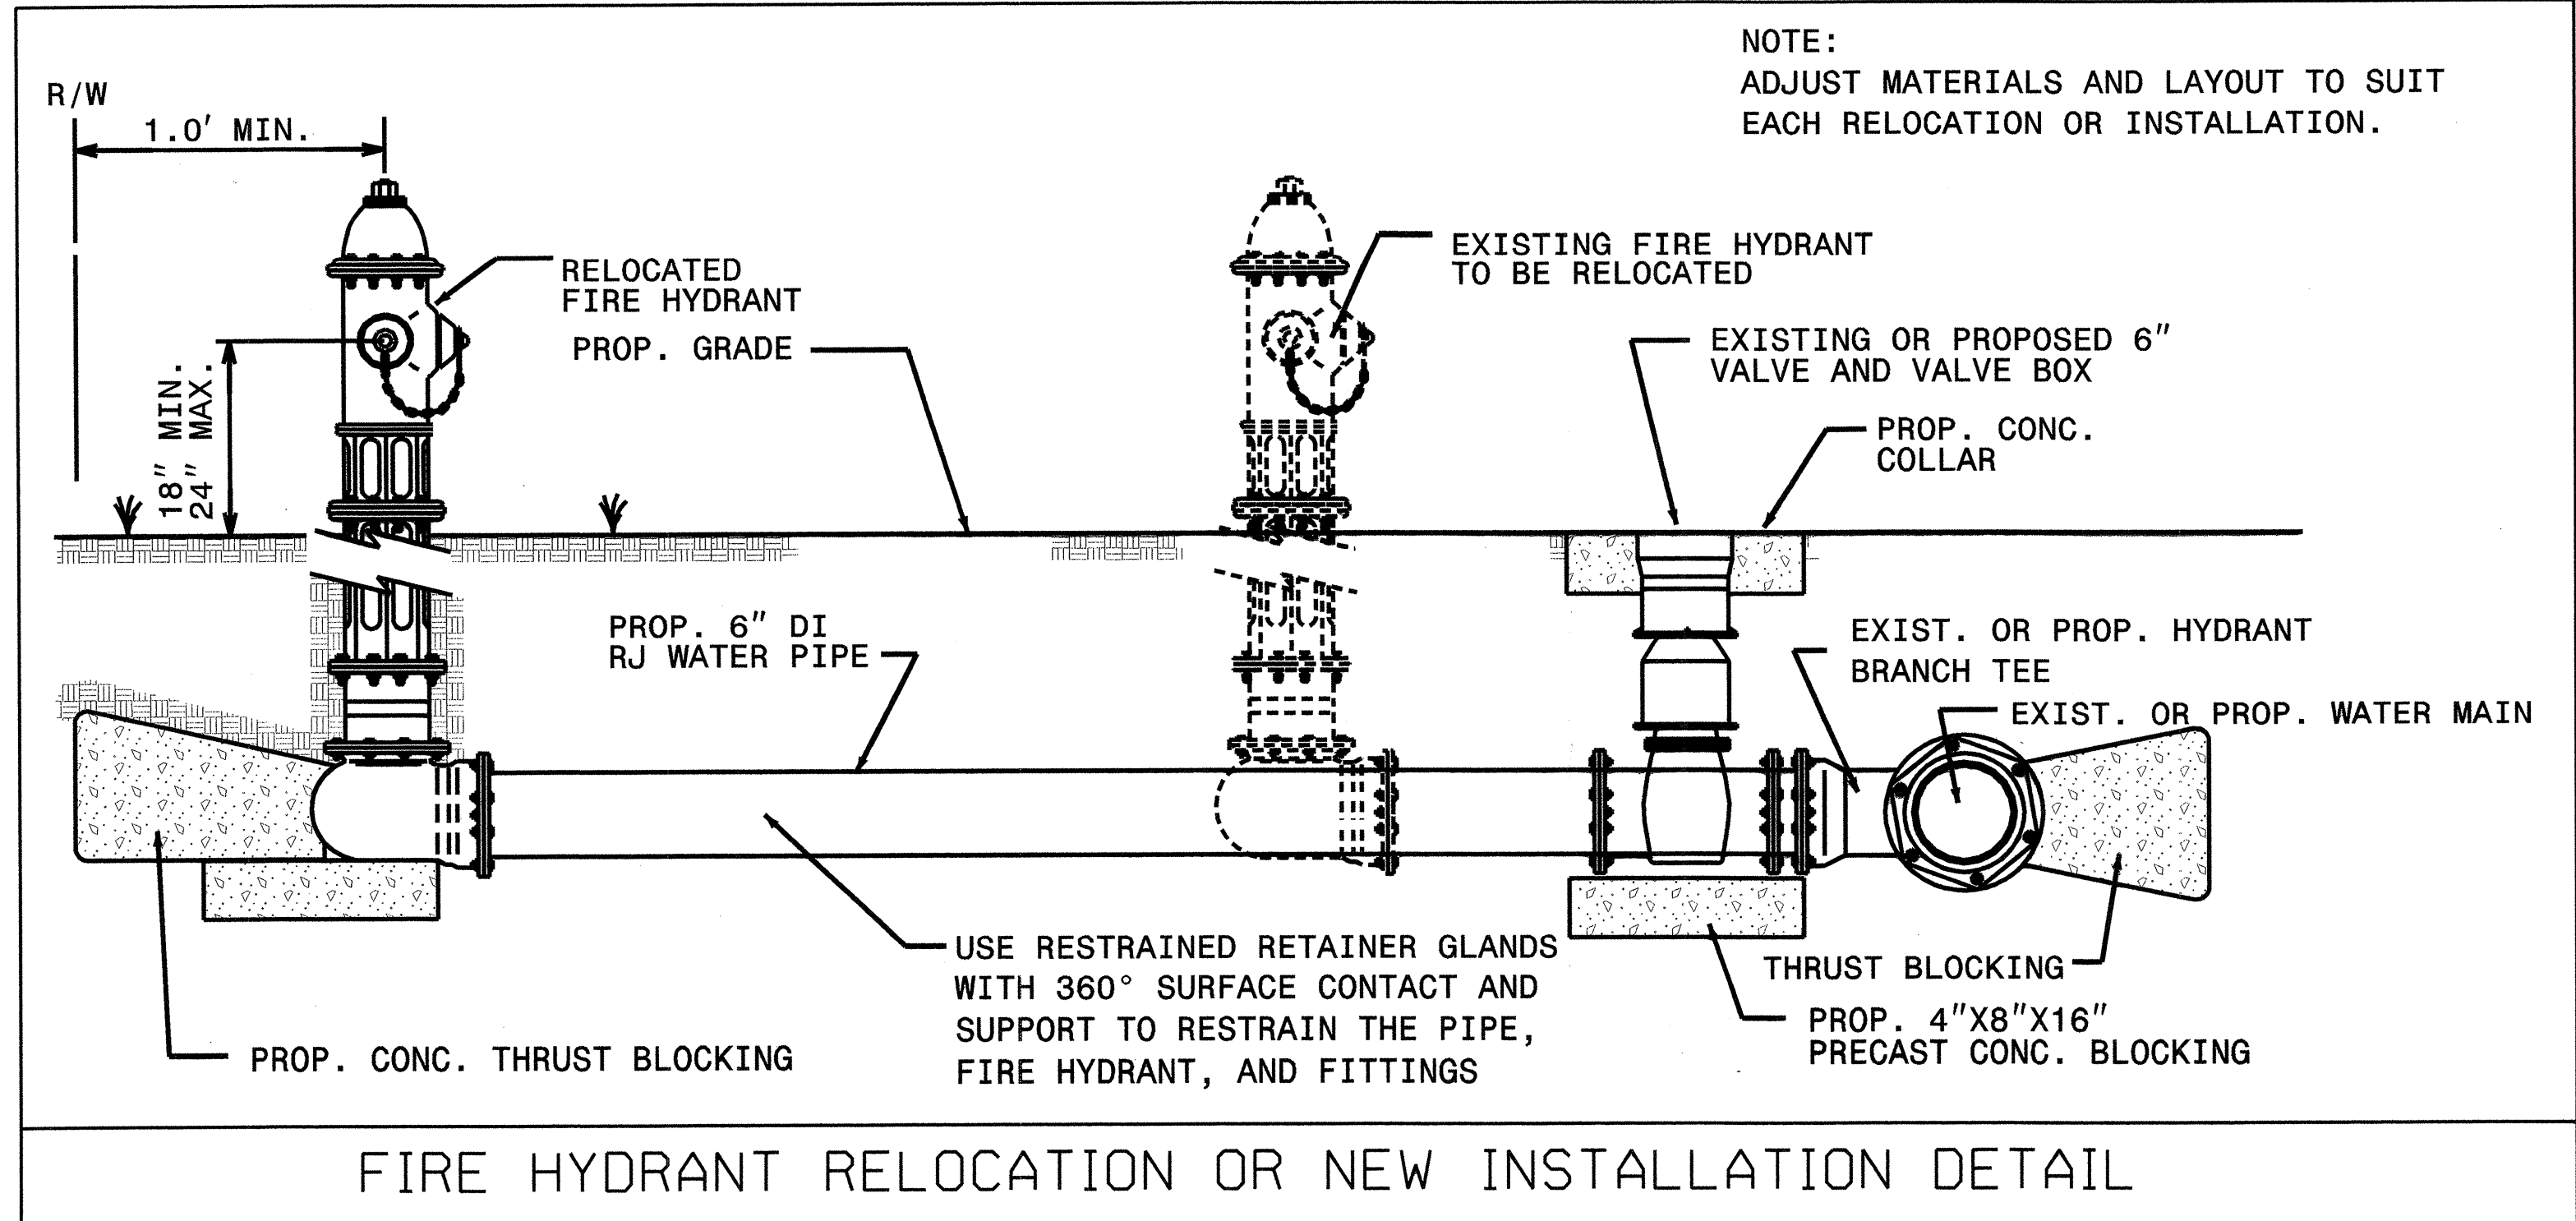 NOTE:
ADJUST MATERIALS AND LAYOUT TO SUIT
EACH RELOCATION OR INSTALLATION.
R/W
1.0' MIN.
RELOCATED
FIRE HYDRANT
PROP. GRADE
18" MIN.
24" MAX.
EXISTING FIRE HYDRANT
TO BE RELOCATED
EXISTING OR PROPOSED 6"
VALVE AND VALVE BOX
PROP. CONC.
COLLAR
PROP. 6" DI
RJ WATER PIPE
EXIST. OR PROP. HYDRANT
BRANCH TEE
EXIST. OR PROP. WATER MAIN
USE RESTRAINED RETAINER GLANDS
WITH 360° SURFACE CONTACT AND
SUPPORT TO RESTRAIN THE PIPE,
FIRE HYDRANT, AND FITTINGS
THRUST BLOCKING
PROP. 4"X8"X16"
PRECAST CONC. BLOCKING
PROP. CONC. THRUST BLOCKING
FIRE HYDRANT RELOCATION OR NEW INSTALLATION DETAIL